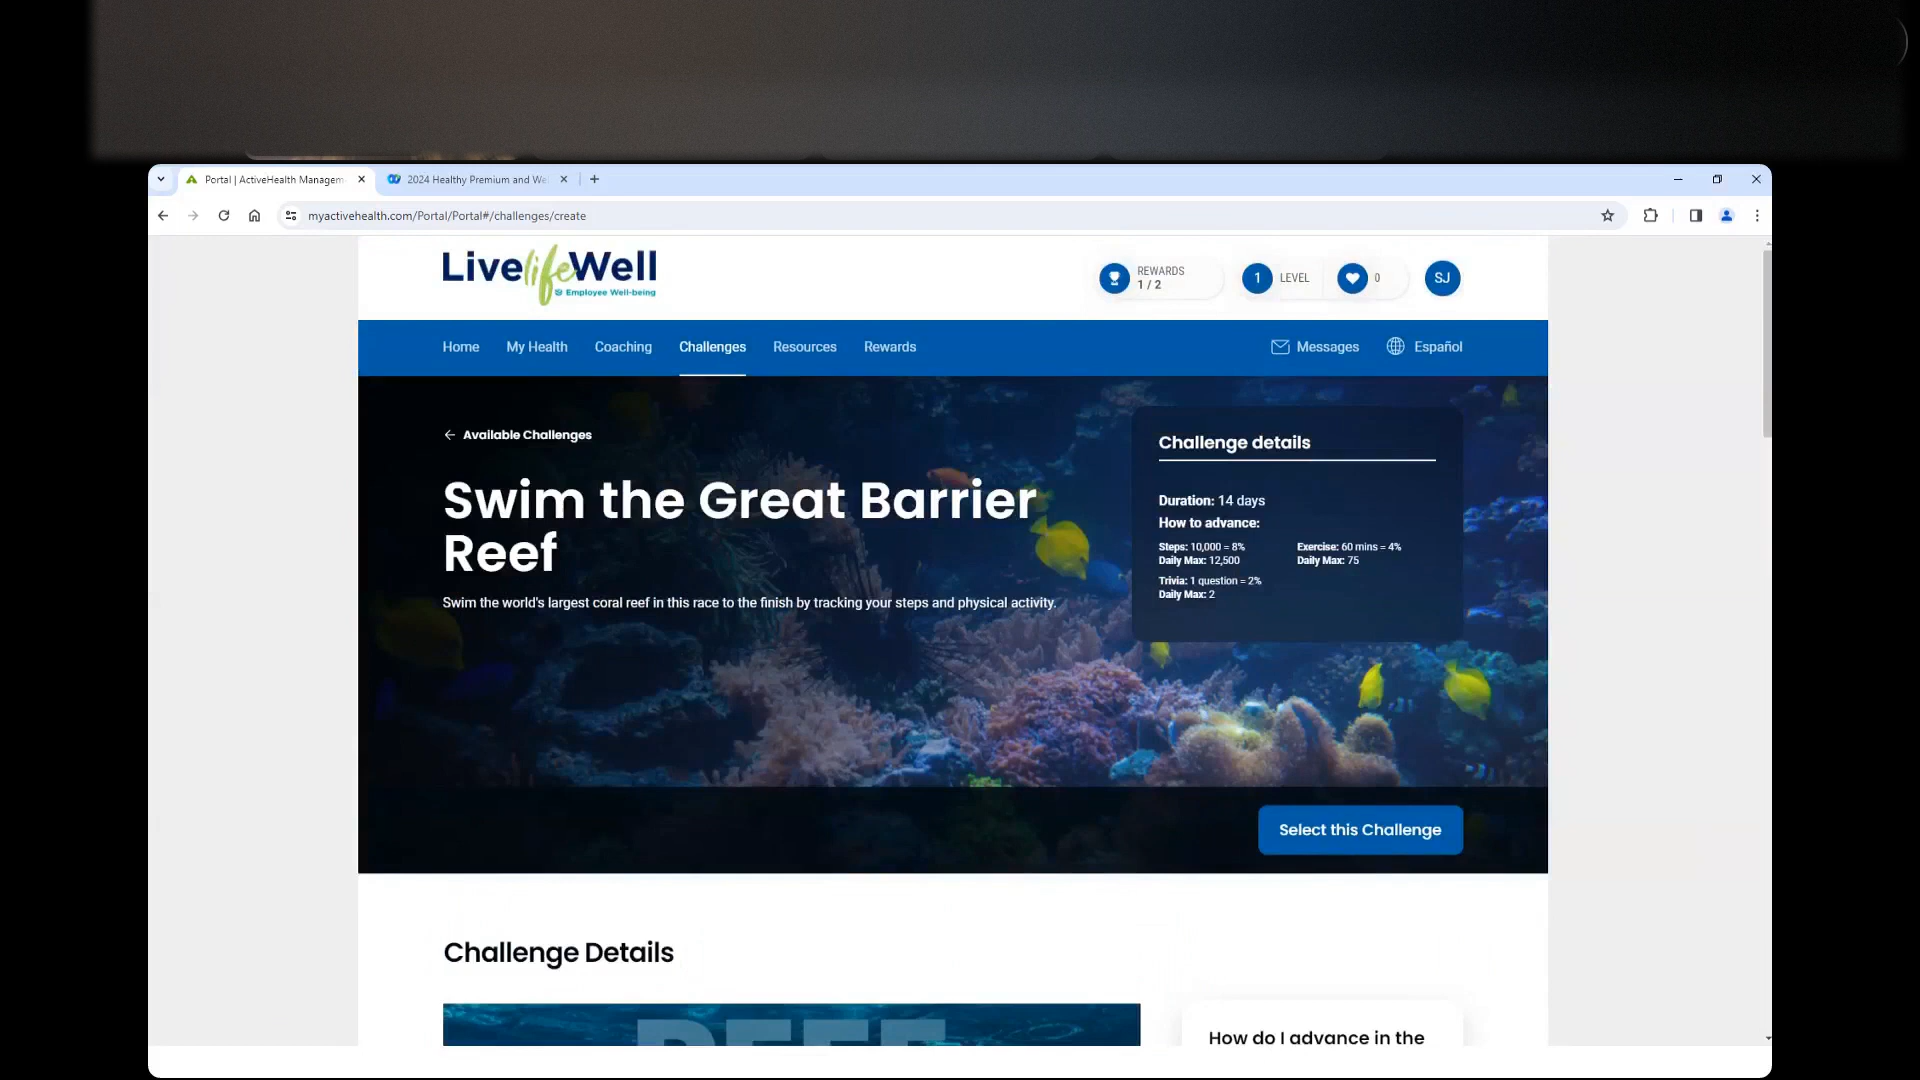 Portal | ActiveHealth Managem
2024 Healthy Premium and We
myactivehealth.com/Portal/Portal#/challenges/create
LivelifeWell
Employee Well-being
REWARDS
1 / 2
1 LEVEL
0
SJ
Home My Health Coaching Challenges Resources Rewards Messages Español
Available Challenges
Swim the Great Barrier
Reef
Swim the world's largest coral reef in this race to the finish by tracking your steps and physical activity.
Challenge details
Duration: 14 days
How to advance:
Steps: 10,000 = 8%
Daily Max: 12,500
Exercise: 60 mins = 4%
Daily Max: 75
Trivia: 1 question = 2%
Daily Max: 2
Select this Challenge
Challenge Details
REEF
How do I advance in the